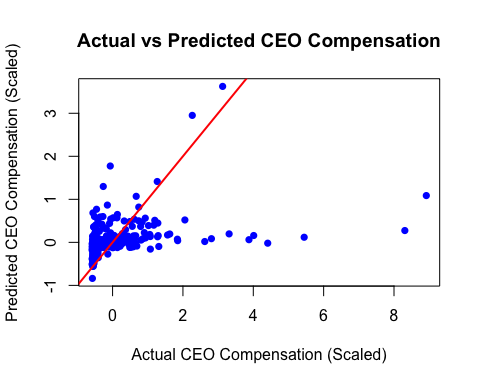 Actual vs Predicted CEO Compensation
Predicted CEO Compensation (Scaled)
3
2
1
0
-1
0 2 4 6 8
Actual CEO Compensation (Scaled)